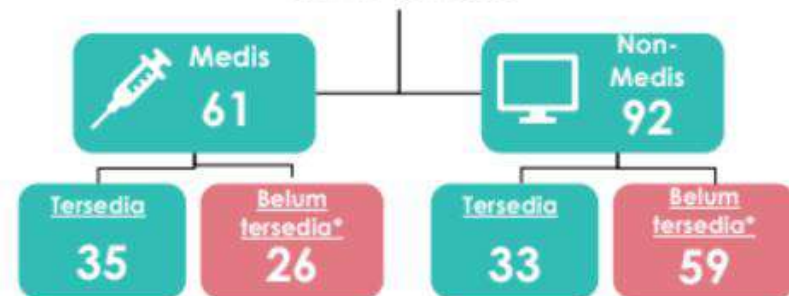 Medis
61
Non-
Medis
92
Tersedia
35
Belum
tersedia*
26
Tersedia
33
Belum
tersedia*
59